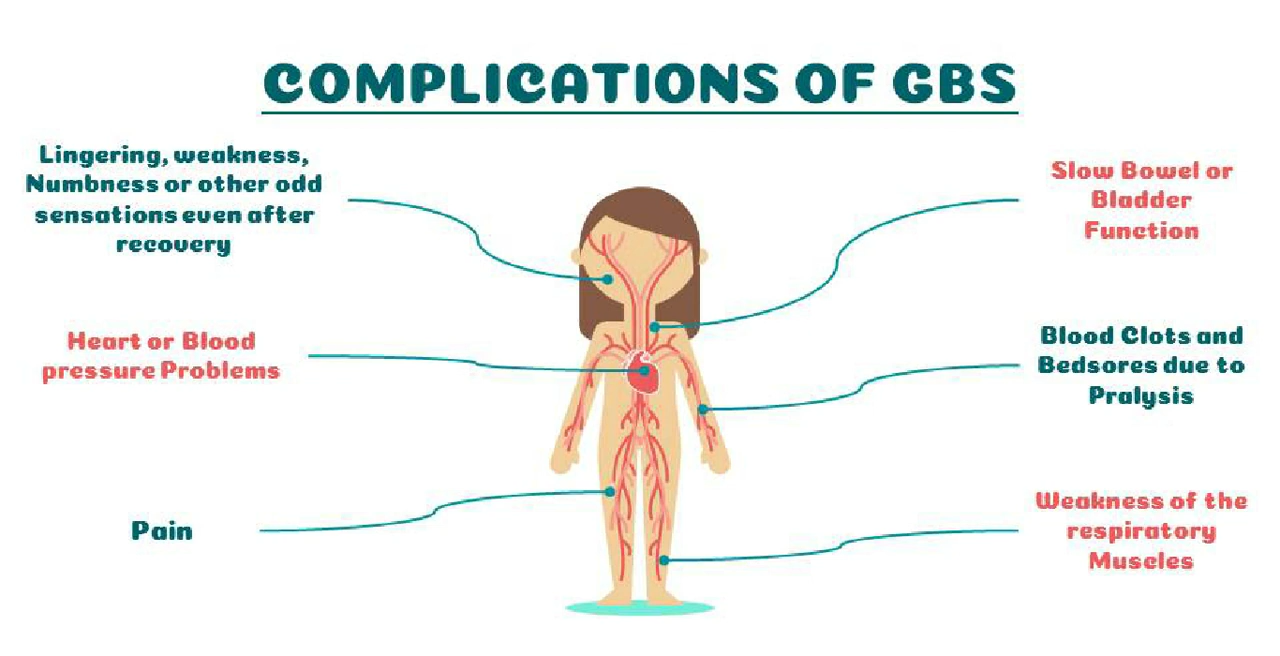 COMPLICATIONS OF GBS
Lingering, weakness,
Numbness or other odd
sensations even after
recovery
Heart or Blood
pressure Problems
Pain
Slow Bowel or
Bladder
Function
Blood Clots and
Bedsores due to
Pralysis
Weakness of the
respiratory
Muscles